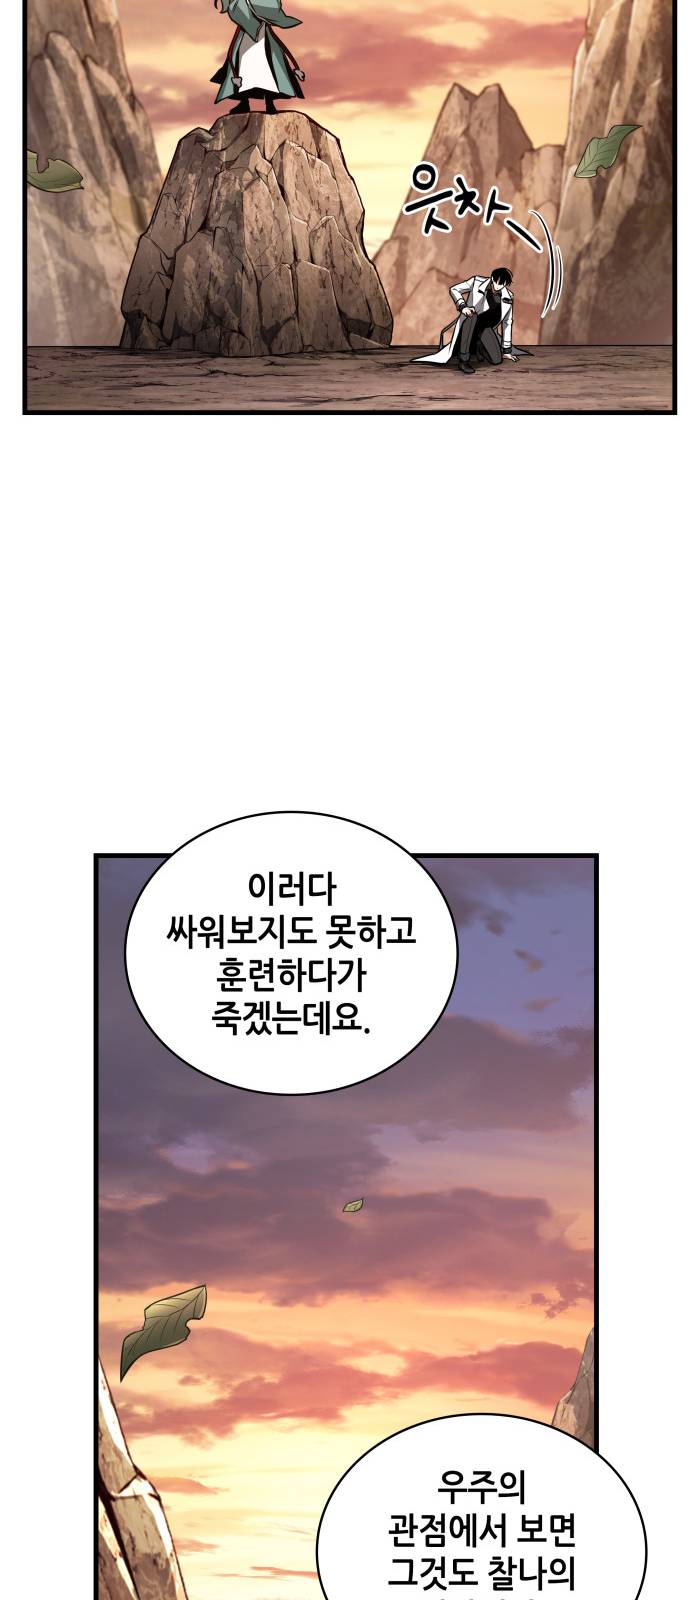 읏차
이러다
싸워보지도 못하고
훈련하다가
죽겠는데요.
우주의
관점에서 보면
그것도 찰나의